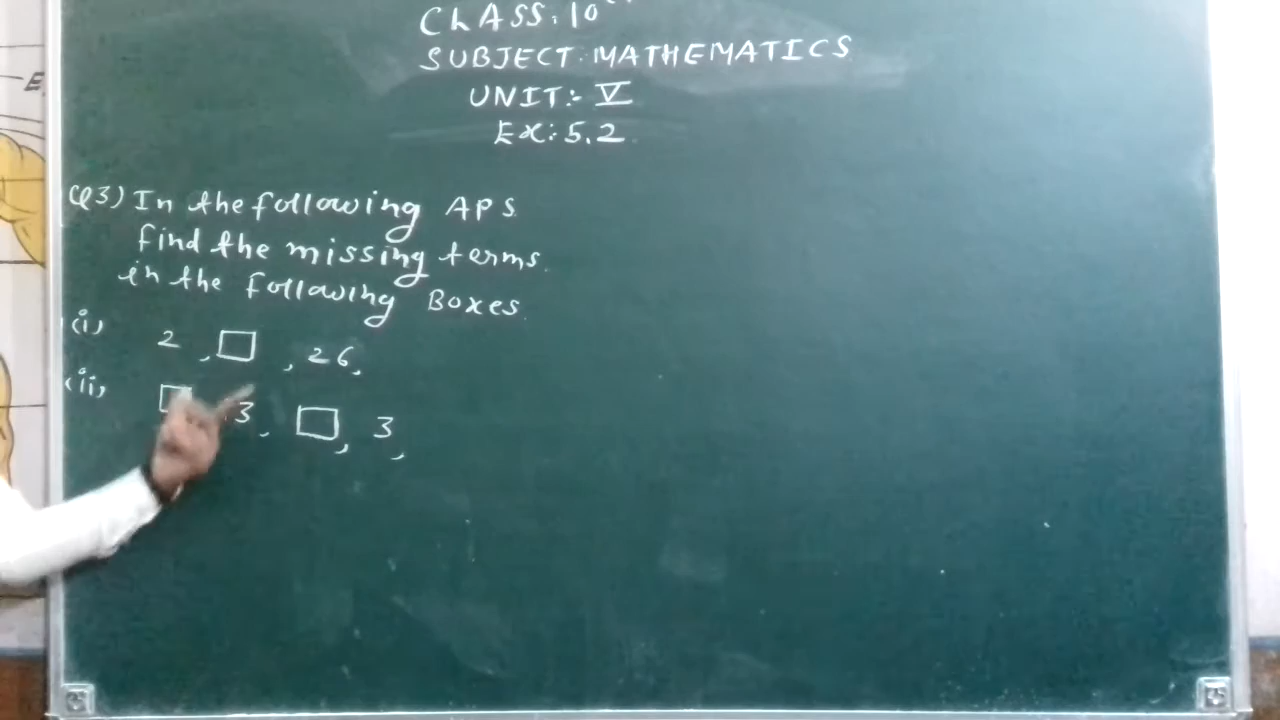 CLASS: 10
SUBJECT: MATHEMATICS
UNIT:- V
EX: 5.2
Q3) In the following APS
find the missing terms
in the following Boxes
(i) 2, □, 26,
(ii) □ 3, □, 3,
E